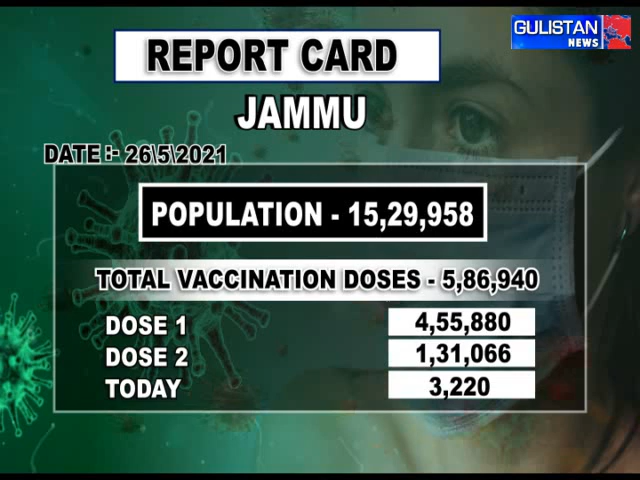 GULISTAN
NEWS
REPORT CARD
JAMMU
DATE :- 26\5\2021
POPULATION - 15,29,958
TOTAL VACCINATION DOSES - 5,86,940
DOSE 1 4,55,880
DOSE 2 1,31,066
TODAY 3,220